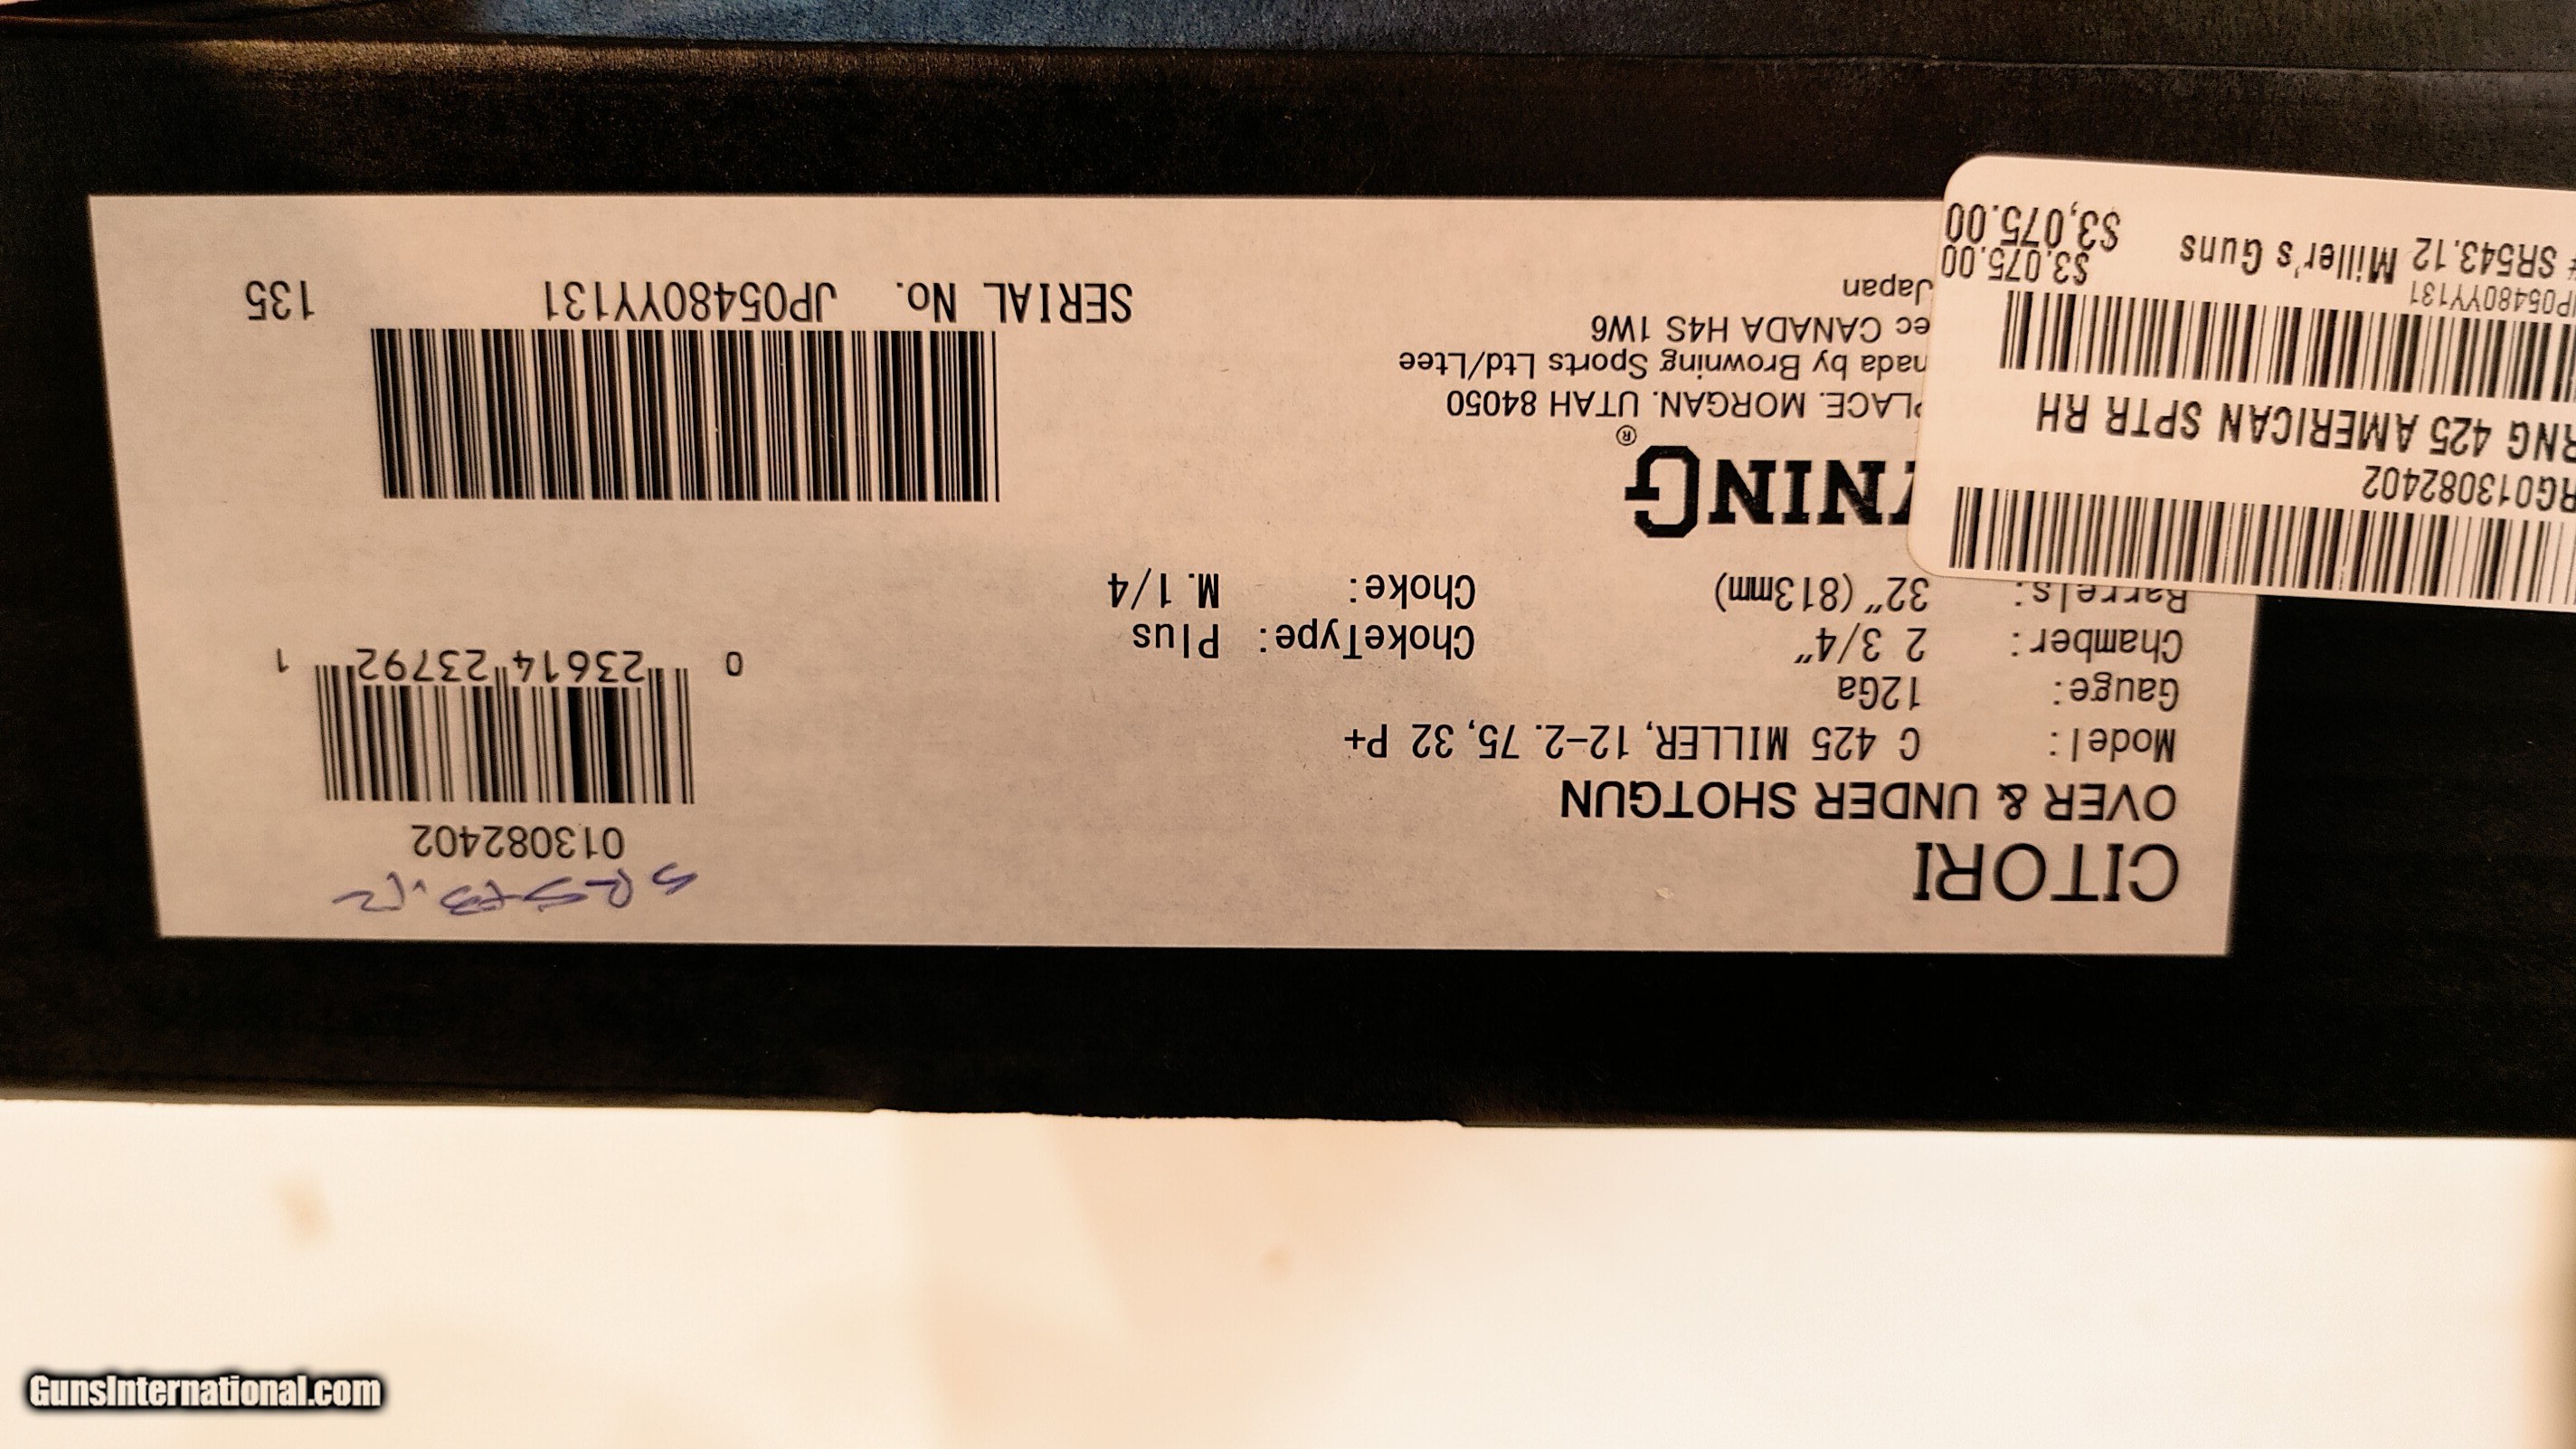 CITORI
OVER & UNDER SHOTGUN
Model: C 425 MILLER, 12-2.75, 32 P+
Gauge: 12Ga
Chamber: 2 3/4" ChokeType: Plus
Barrels: 32" (813mm) Choke: M.1/4
NING®
PLACE. MORGAN. UTAH 84050
nada by Browning Sports Ltd/Ltee
ec CANADA H4S 1W6
Japan
SR543.12
013082402
0 23614 23792 1
SERIAL No. JP05480YY131 135
RG013082402
RNG 425 AMERICAN SPTR RH
JP05480YY131
$3,075.00
# SR543.12 Miller's Guns $3,075.00
GunsInternational.com